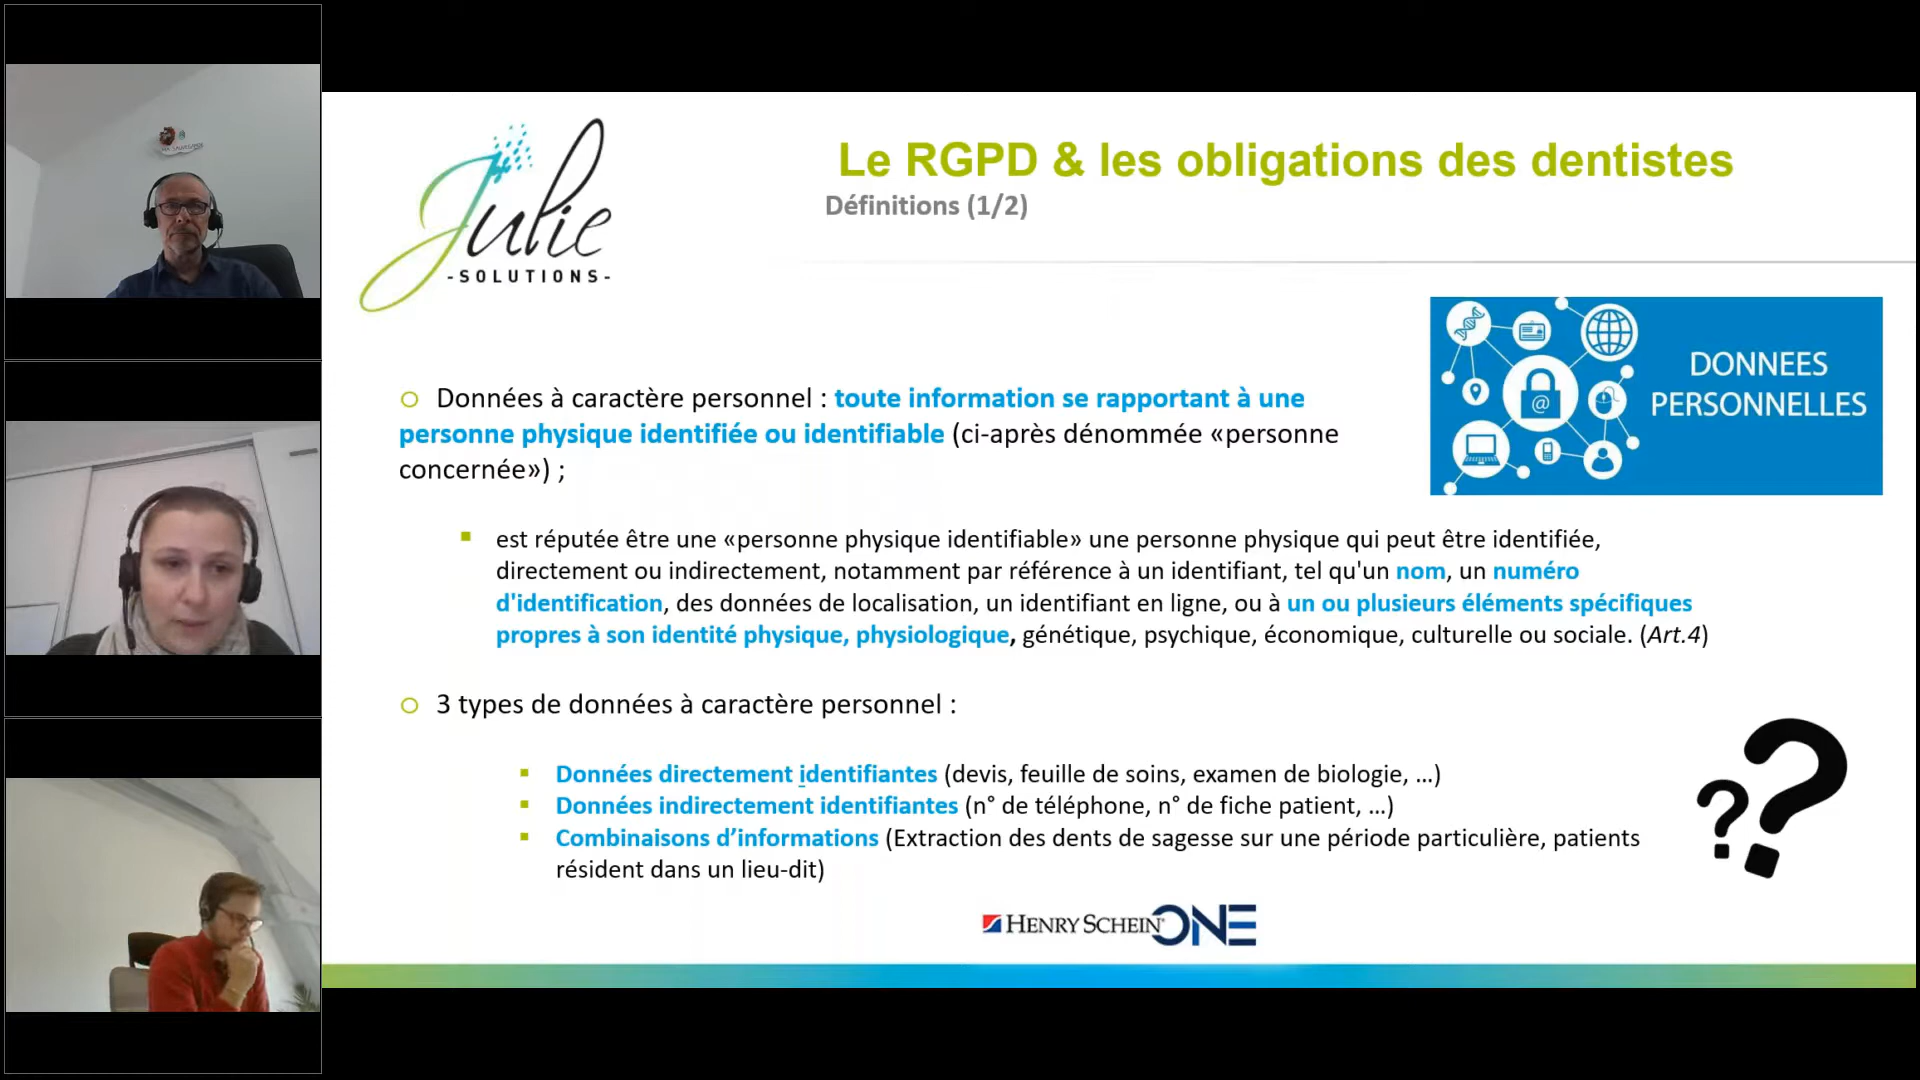 Julie
-SOLUTIONS-
Le RGPD & les obligations des dentistes
Définitions (1/2)
DONNEES
PERSONNELLES
@
Données à caractère personnel : toute information se rapportant à une
personne physique identifiée ou identifiable (ci-après dénommée «personne
concernée») ;
est réputée être une «personne physique identifiable» une personne physique qui peut être identifiée,
directement ou indirectement, notamment par référence à un identifiant, tel qu'un nom, un numéro
d'identification, des données de localisation, un identifiant en ligne, ou à un ou plusieurs éléments spécifiques
propres à son identité physique, physiologique, génétique, psychique, économique, culturelle ou sociale. (Art.4)
3 types de données à caractère personnel :
Données directement identifiantes (devis, feuille de soins, examen de biologie, …)
Données indirectement identifiantes (n° de téléphone, n° de fiche patient, …)
Combinaisons d’informations (Extraction des dents de sagesse sur une période particulière, patients
résident dans un lieu-dit)
??
HENRY SCHEIN® ONE